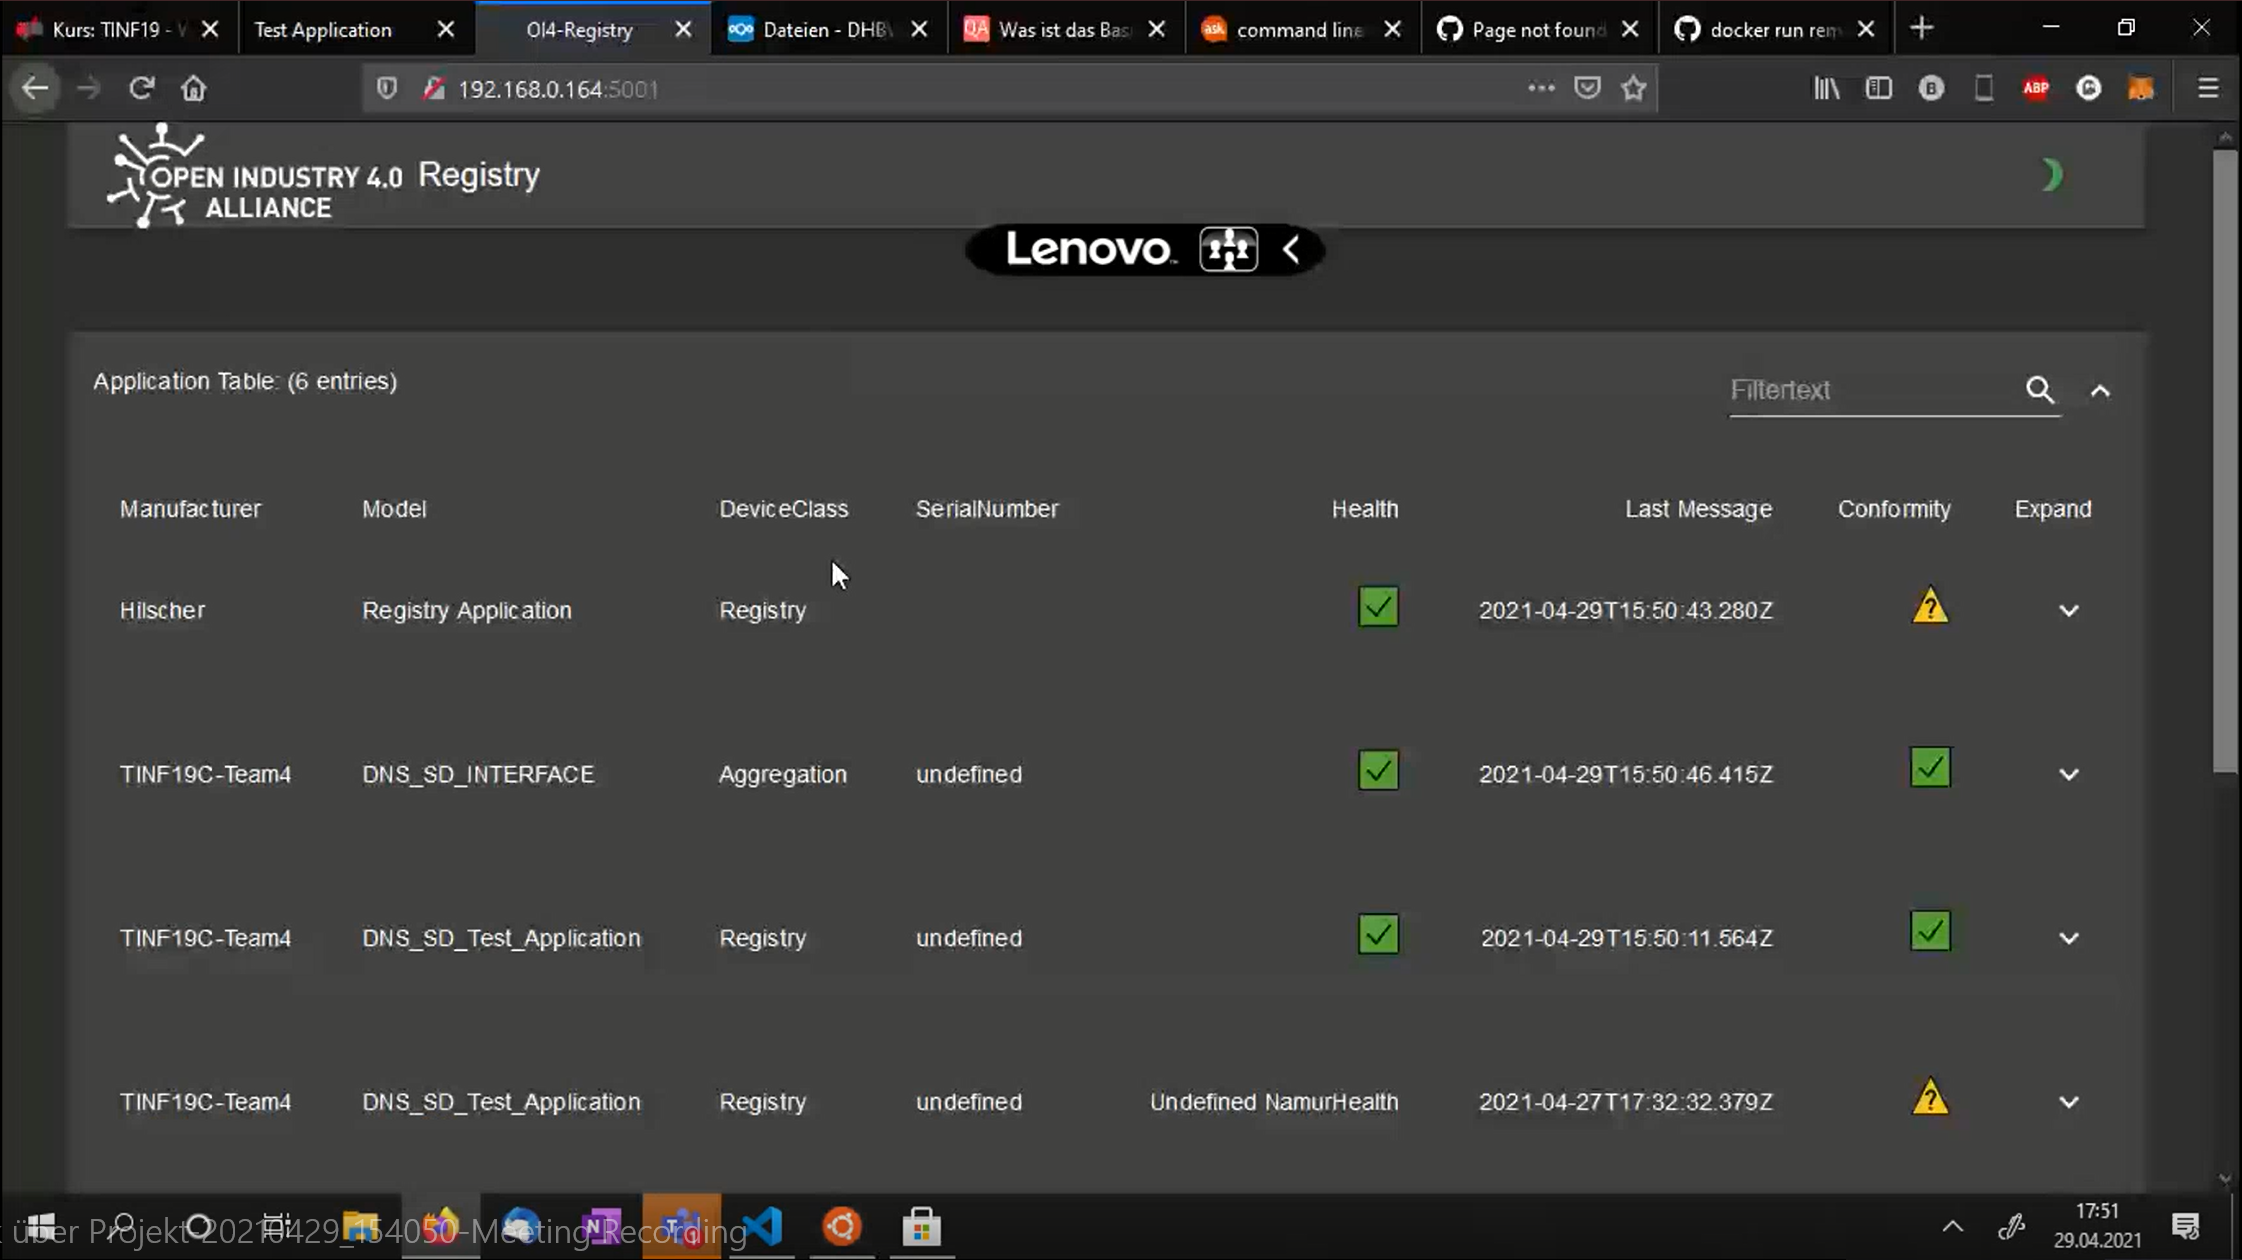 Kurs: TINF19 -
Test Application
OI4-Registry
Dateien - DHB
Was ist das Bas
ask
command line
Page not found
docker run rem
192.168.0.164:5001
ABP
OPEN INDUSTRY 4.0 Registry
ALLIANCE
Lenovo
Application Table: (6 entries)
Filtertext
Manufacturer Model DeviceClass SerialNumber Health Last Message Conformity Expand
Hilscher Registry Application Registry 2021-04-29T15:50:43.280Z
TINF19C-Team4 DNS_SD_INTERFACE Aggregation undefined 2021-04-29T15:50:46.415Z
TINF19C-Team4 DNS_SD_Test_Application Registry undefined 2021-04-29T15:50:11.564Z
TINF19C-Team4 DNS_SD_Test_Application Registry undefined Undefined NamurHealth 2021-04-27T17:32:32.379Z
über Projekt-20210429_154050-Meeting Recording
17:51
29.04.2021